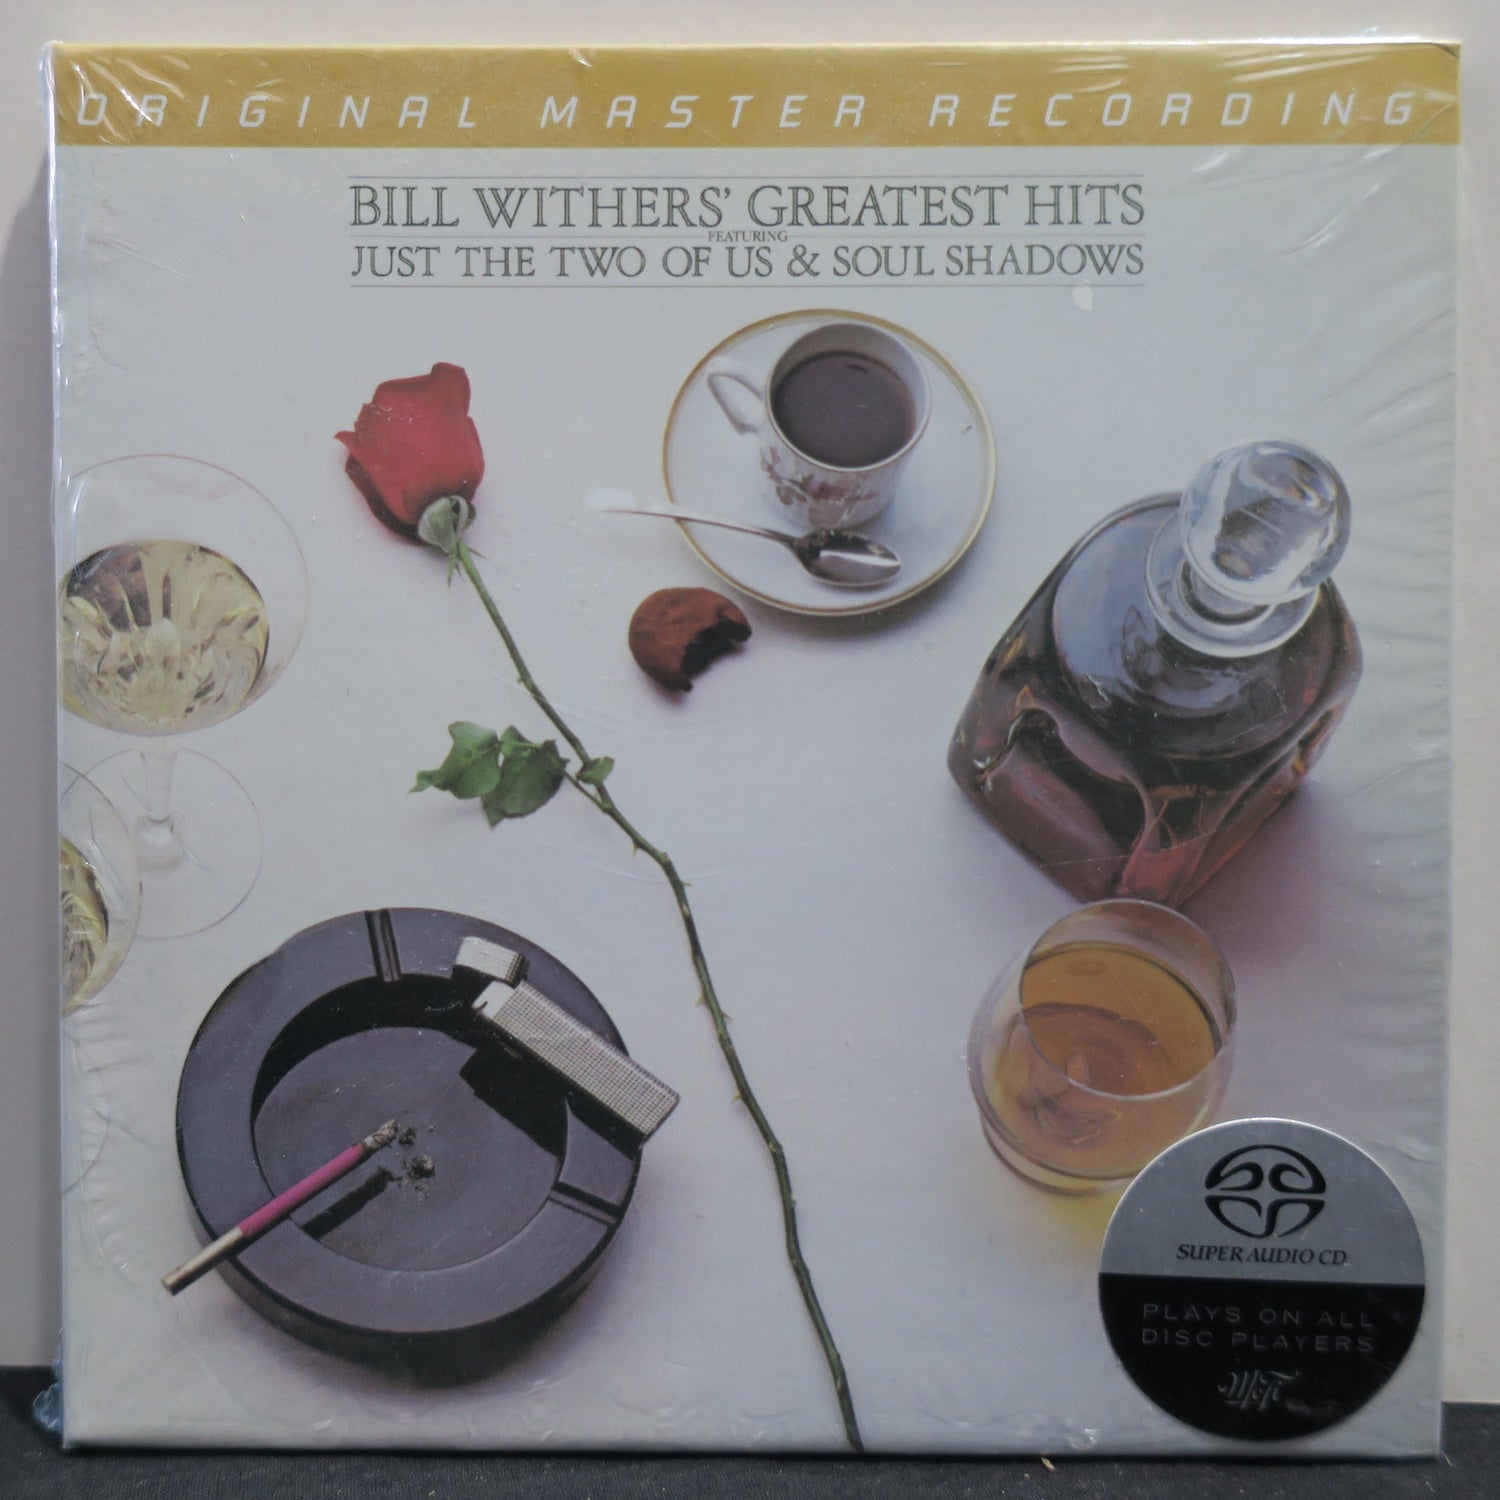 ORIGINAL MASTER RECORDING
BILL WITHERS' GREATEST HITS
FEATURING
JUST THE TWO OF US & SOUL SHADOWS
SUPER AUDIO CD
PLAYS ON ALL
DISC PLAYERS
MoFi